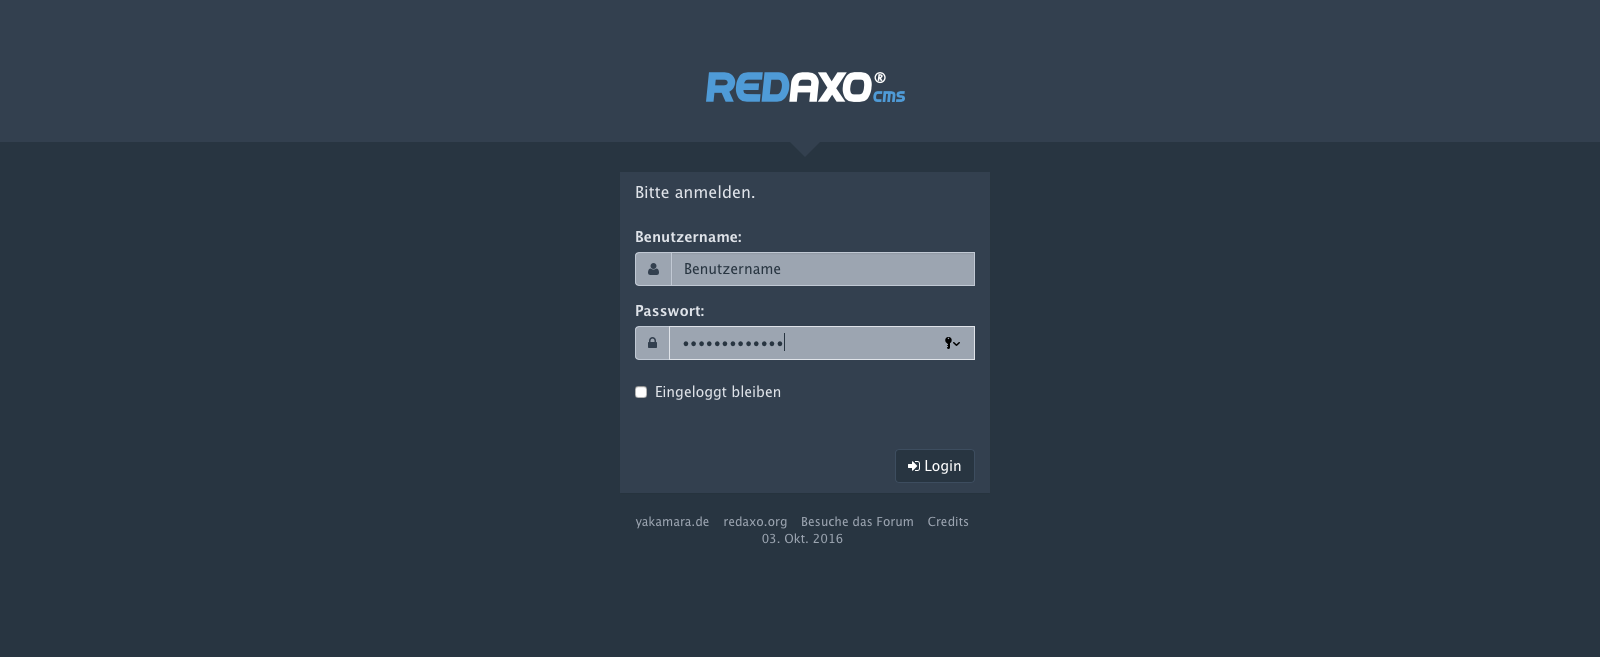 REDAXO®
cms
Bitte anmelden.
Benutzername:
Benutzername
Passwort:
•••••••••••••
Eingeloggt bleiben
Login
yakamara.de redaxo.org Besuche das Forum Credits
03. Okt. 2016